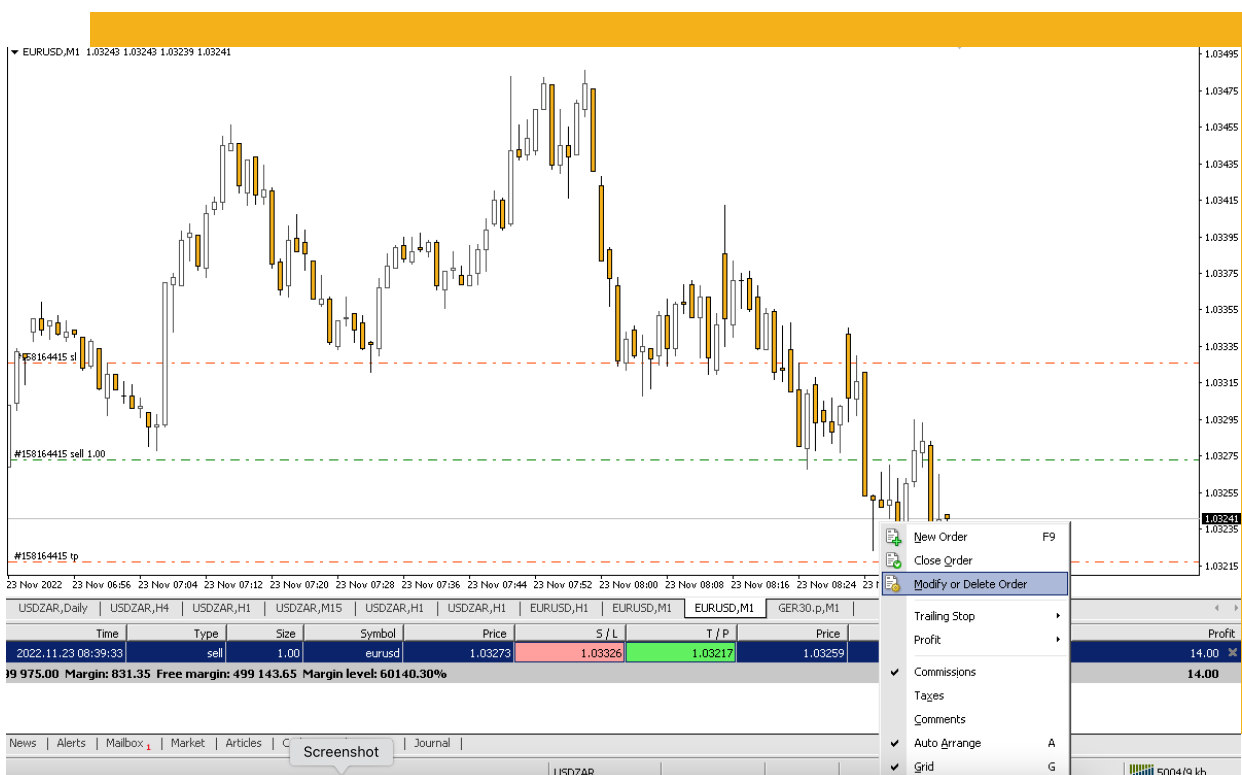 EURUSD,M1 1.03243 1.03243 1.03239 1.03241
1.03495
1.03475
1.03455
1.03435
1.03415
1.03395
1.03375
1.03355
1.03335
#158164415 sl
1.03315
1.03295
#158164415 sell 1.00
1.03275
1.03255
1.03241
1.03235
#158164415 tp
1.03215
23 Nov 2022 23 Nov 06:56 23 Nov 07:04 23 Nov 07:12 23 Nov 07:20 23 Nov 07:28 23 Nov 07:36 23 Nov 07:44 23 Nov 07:52 23 Nov 08:00 23 Nov 08:08 23 Nov 08:16 23 Nov 08:24
New Order F9
Close Order
Modify or Delete Order
Trailing Stop
Profit
Commissions
Taxes
Comments
Auto Arrange A
Grid G
USDZAR,Daily | USDZAR,H4 | USDZAR,H1 | USDZAR,M15 | USDZAR,H1 | USDZAR,H1 | EURUSD,H1 | EURUSD,M1 | EURUSD,M1 | GER30.p,M1 |
Time Type Size Symbol Price S / L T / P Price Profit
2022.11.23 08:39:33 sell 1.00 eurusd 1.03273 1.03326 1.03217 1.03259 14.00
99 975.00 Margin: 831.35 Free margin: 499 143.65 Margin level: 60140.30% 14.00
News | Alerts | Mailbox 1 | Market | Articles | Journal |
Screenshot
USDZAR
5004/9 kb